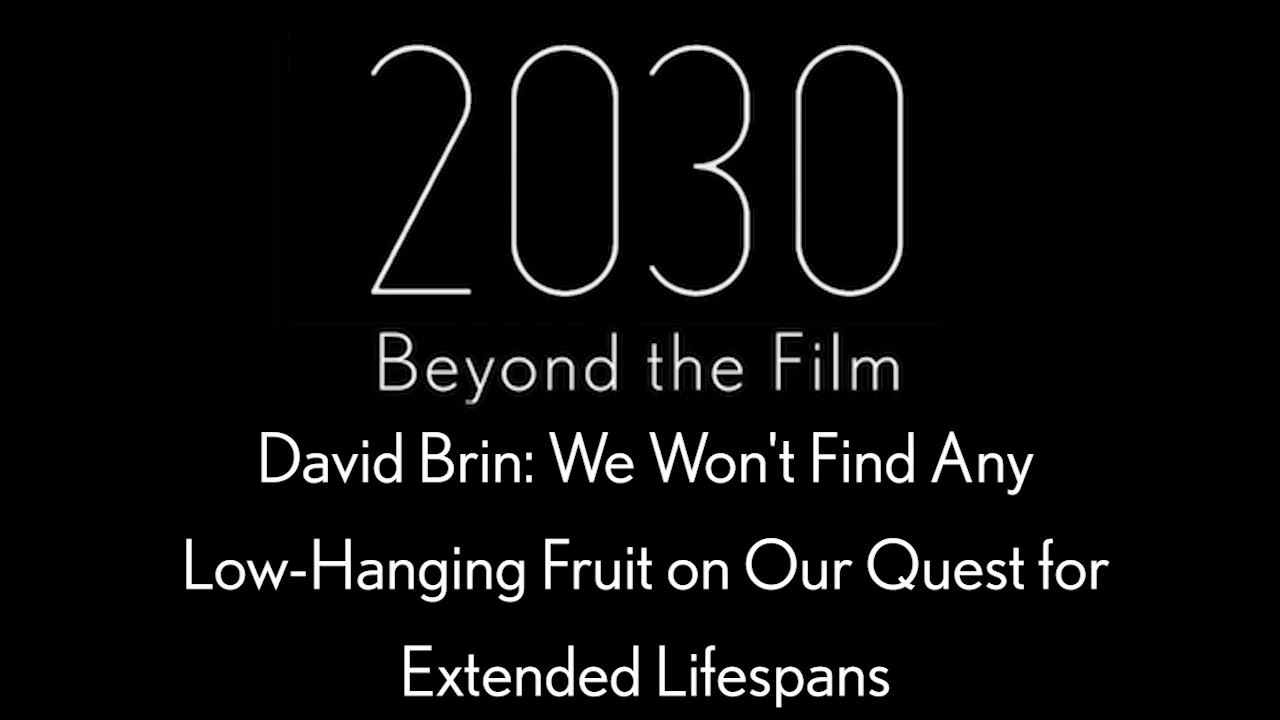 2030
Beyond the Film
David Brin: We Won't Find Any
Low-Hanging Fruit on Our Quest for
Extended Lifespans